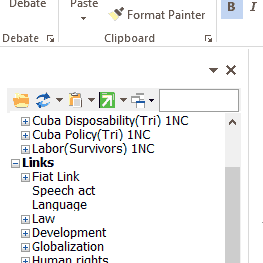 Debate
Paste
B I
Format Painter
Debate
Clipboard
Cuba Disposability(Tri) 1NC
Cuba Policy(Tri) 1NC
Labor(Survivors) 1NC
Links
Fiat Link
Speech act
Language
Law
Development
Globalization
Human rights